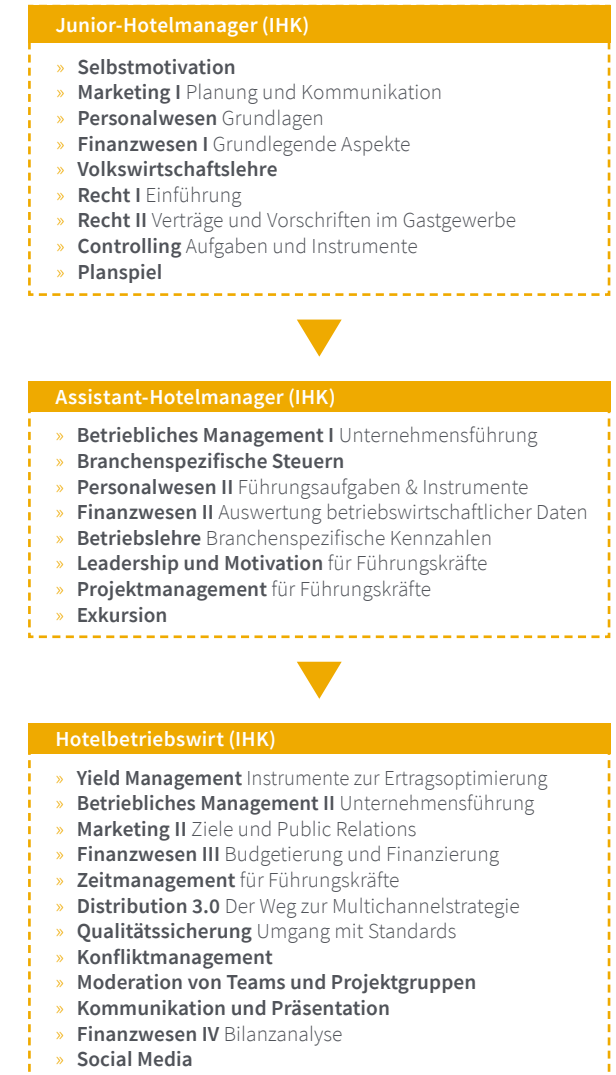 Junior-Hotelmanager (IHK)
» Selbstmotivation
» Marketing I Planung und Kommunikation
» Personalwesen Grundlagen
» Finanzwesen I Grundlegende Aspekte
» Volkswirtschaftslehre
» Recht I Einführung
» Recht II Verträge und Vorschriften im Gastgewerbe
» Controlling Aufgaben und Instrumente
» Planspiel
Assistant-Hotelmanager (IHK)
» Betriebliches Management I Unternehmensführung
» Branchenspezifische Steuern
» Personalwesen II Führungsaufgaben & Instrumente
» Finanzwesen II Auswertung betriebswirtschaftlicher Daten
» Betriebslehre Branchenspezifische Kennzahlen
» Leadership und Motivation für Führungskräfte
» Projektmanagement für Führungskräfte
» Exkursion
Hotelbetriebswirt (IHK)
» Yield Management Instrumente zur Ertragsoptimierung
» Betriebliches Management II Unternehmensführung
» Marketing II Ziele und Public Relations
» Finanzwesen III Budgetierung und Finanzierung
» Zeitmanagement für Führungskräfte
» Distribution 3.0 Der Weg zur Multichannelstrategie
» Qualitätssicherung Umgang mit Standards
» Konfliktmanagement
» Moderation von Teams und Projektgruppen
» Kommunikation und Präsentation
» Finanzwesen IV Bilanzanalyse
» Social Media